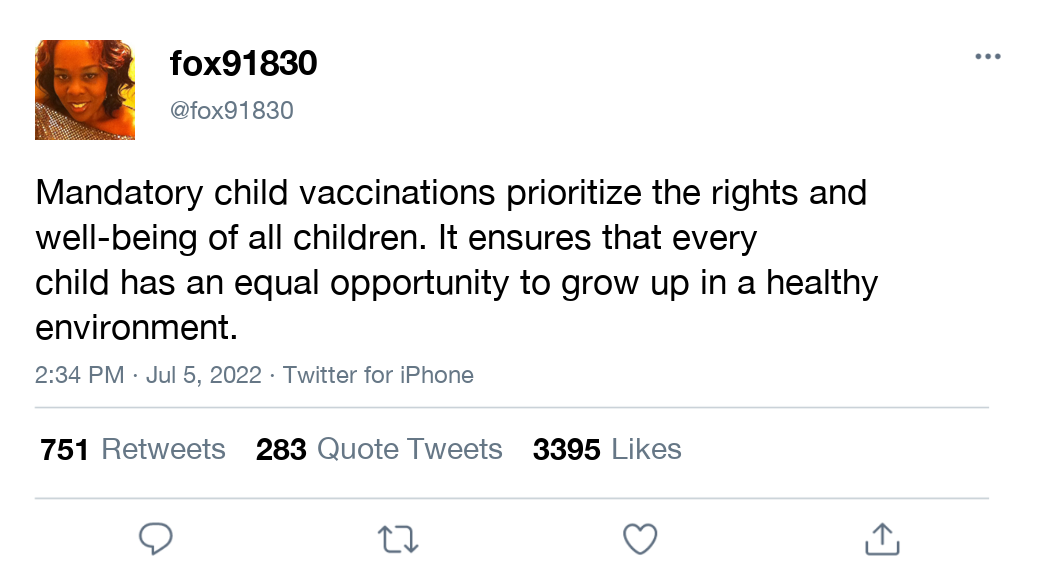 fox91830
@fox91830
Mandatory child vaccinations prioritize the rights and
well-being of all children. It ensures that every
child has an equal opportunity to grow up in a healthy
environment.
2:34 PM · Jul 5, 2022 · Twitter for iPhone
751 Retweets 283 Quote Tweets 3395 Likes